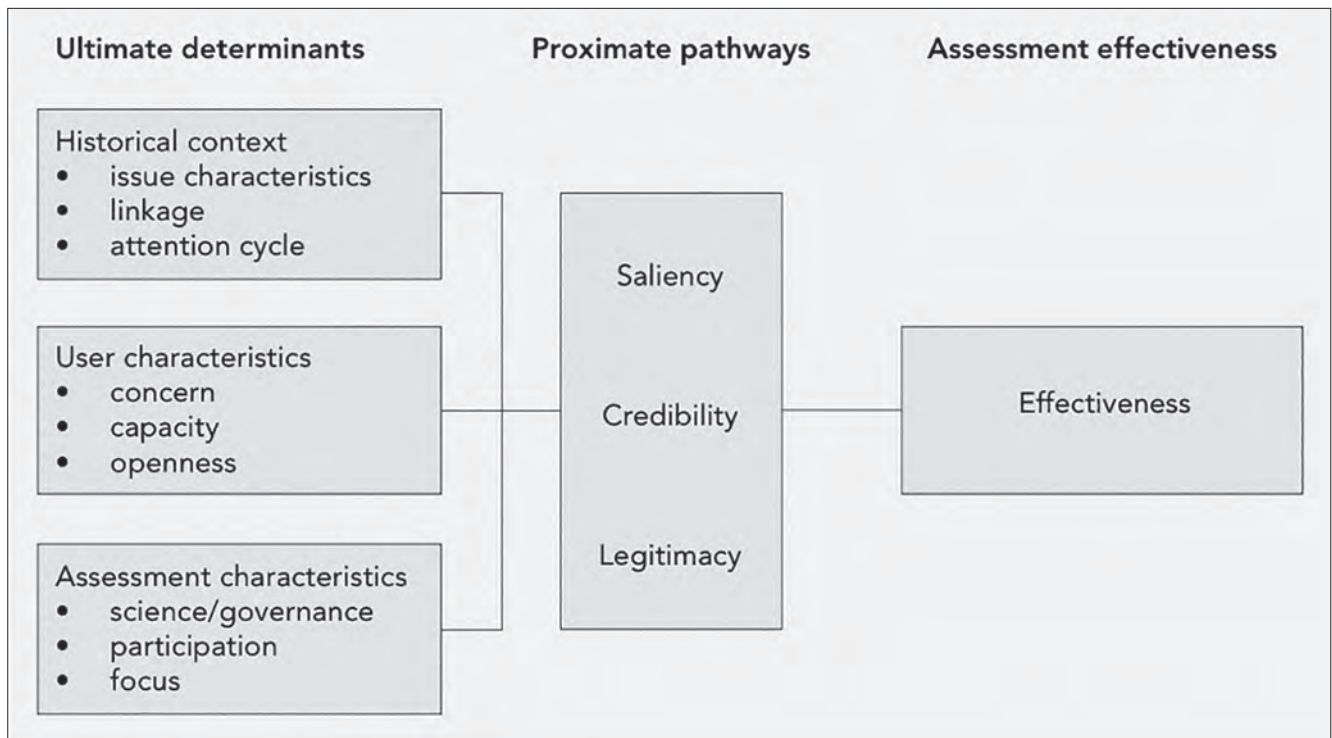 Ultimate determinants
Proximate pathways
Assessment effectiveness
Historical context
• issue characteristics
• linkage
• attention cycle
User characteristics
• concern
• capacity
• openness
Assessment characteristics
• science/governance
• participation
• focus
Saliency
Credibility
Legitimacy
Effectiveness